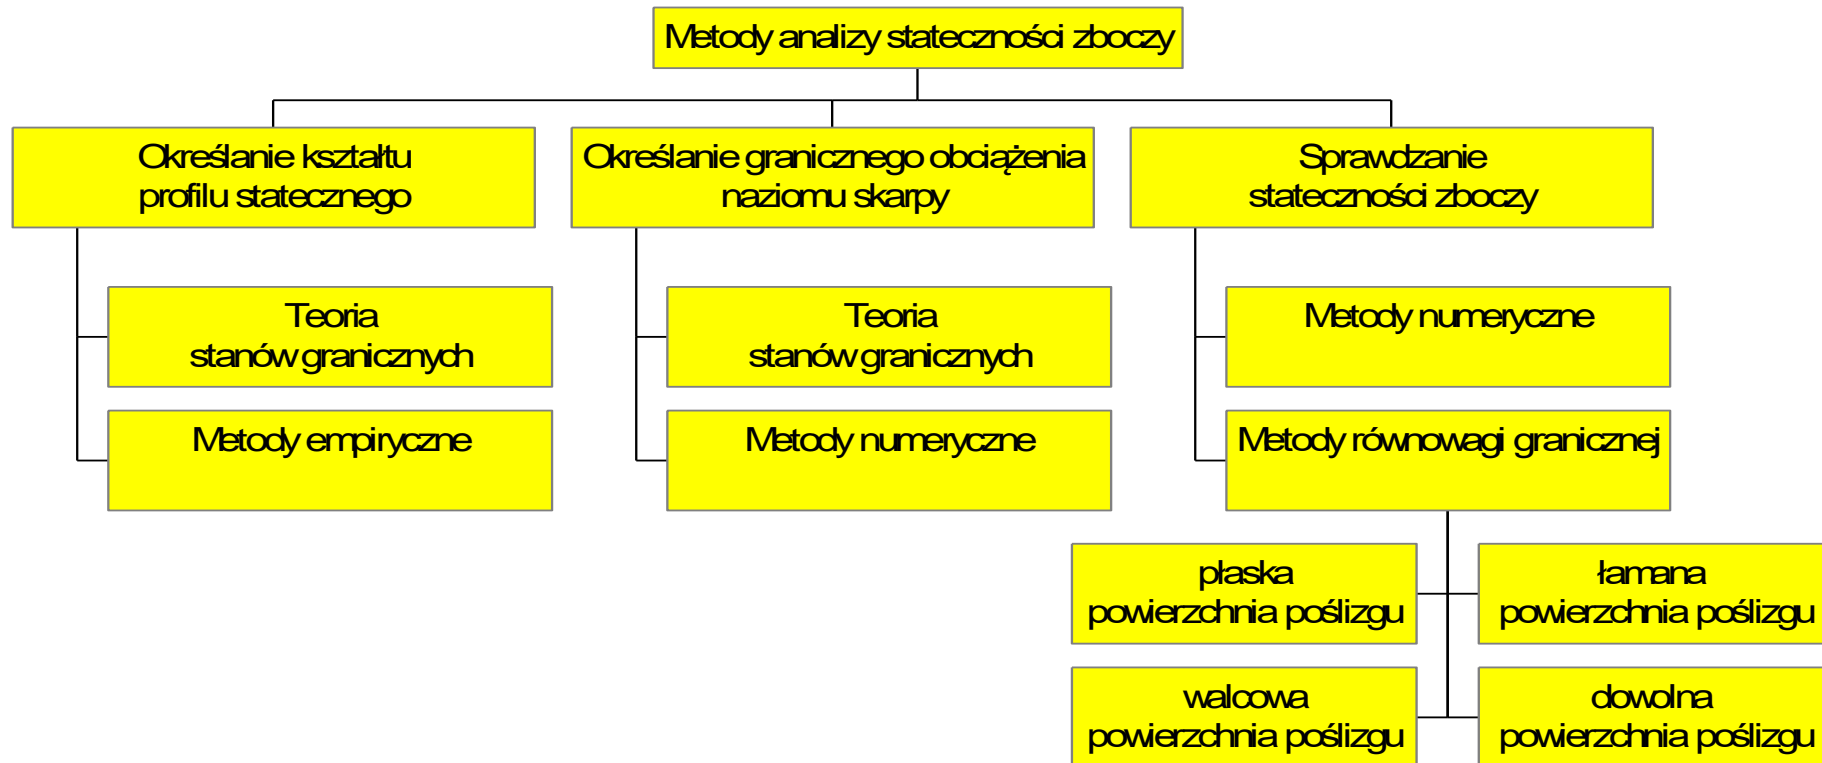 Metody analizy stateczności zboczy
Określanie kształtu
profilu statecznego
Określanie granicznego obciążenia
naziomu skarpy
Sprawdzanie
stateczności zboczy
Teoria
stanów granicznych
Metody empiryczne
Teoria
stanów granicznych
Metody numeryczne
Metody numeryczne
Metody równowagi granicznej
płaska
powierzchnia poślizgu
łamana
powierzchnia poślizgu
walcowa
powierzchnia poślizgu
dowolna
powierzchnia poślizgu